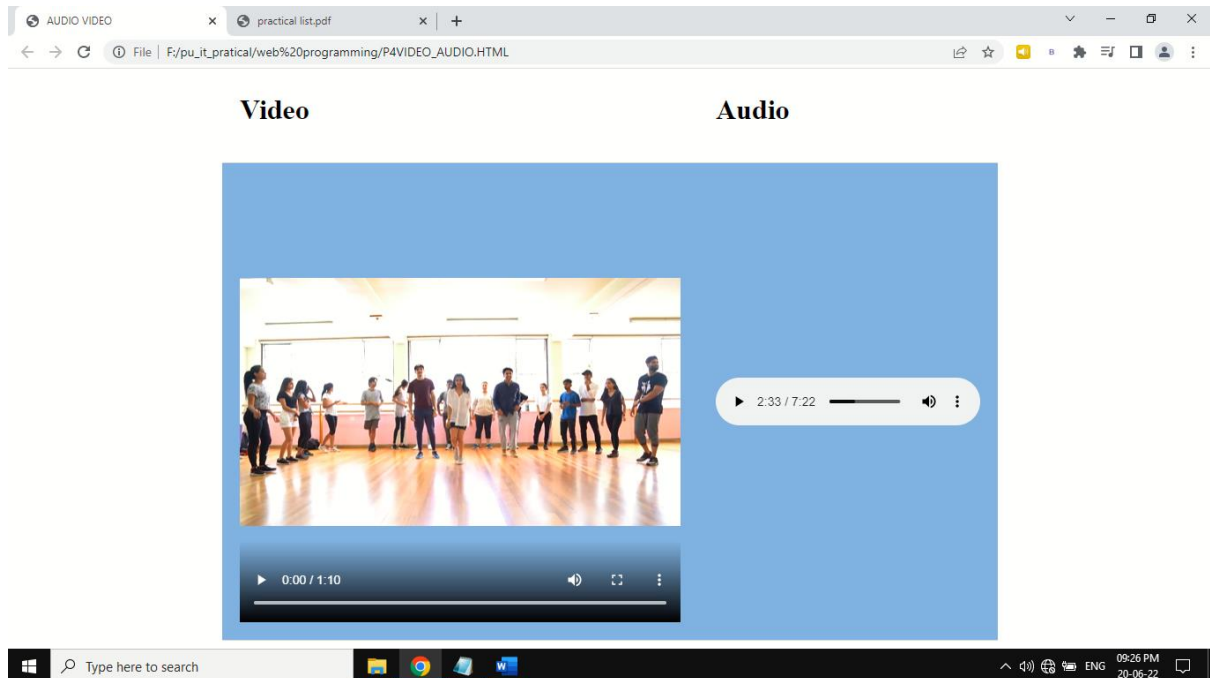 AUDIO VIDEO
practical list.pdf
File | F:/pu_it_pratical/web%20programming/P4VIDEO_AUDIO.HTML
B
Video Audio
2:33 / 7:22
0:00 / 1:10
Type here to search
W
ENG
09:26 PM
20-06-22